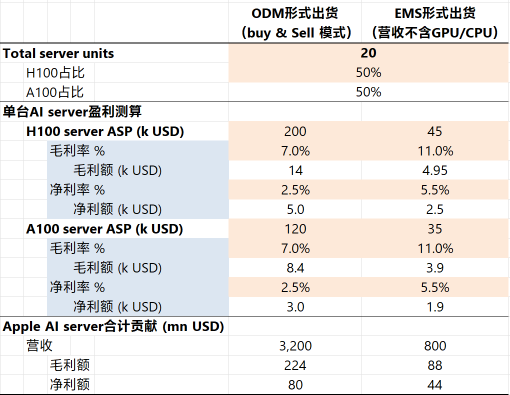 ODM形式出货 EMS形式出货
（buy & Sell 模式） （营收不含GPU/CPU）
Total server units 20
H100占比 50%
A100占比 50%
单台AI server盈利测算
H100 server ASP (k USD) 200 45
毛利率 % 7.0% 11.0%
毛利额 (k USD) 14 4.95
净利率 % 2.5% 5.5%
净利额 (k USD) 5.0 2.5
A100 server ASP (k USD) 120 35
毛利率 % 7.0% 11.0%
毛利额 (k USD) 8.4 3.9
净利率 % 2.5% 5.5%
净利额 (k USD) 3.0 1.9
Apple AI server合计贡献 (mn USD)
营收 3,200 800
毛利额 224 88
净利额 80 44